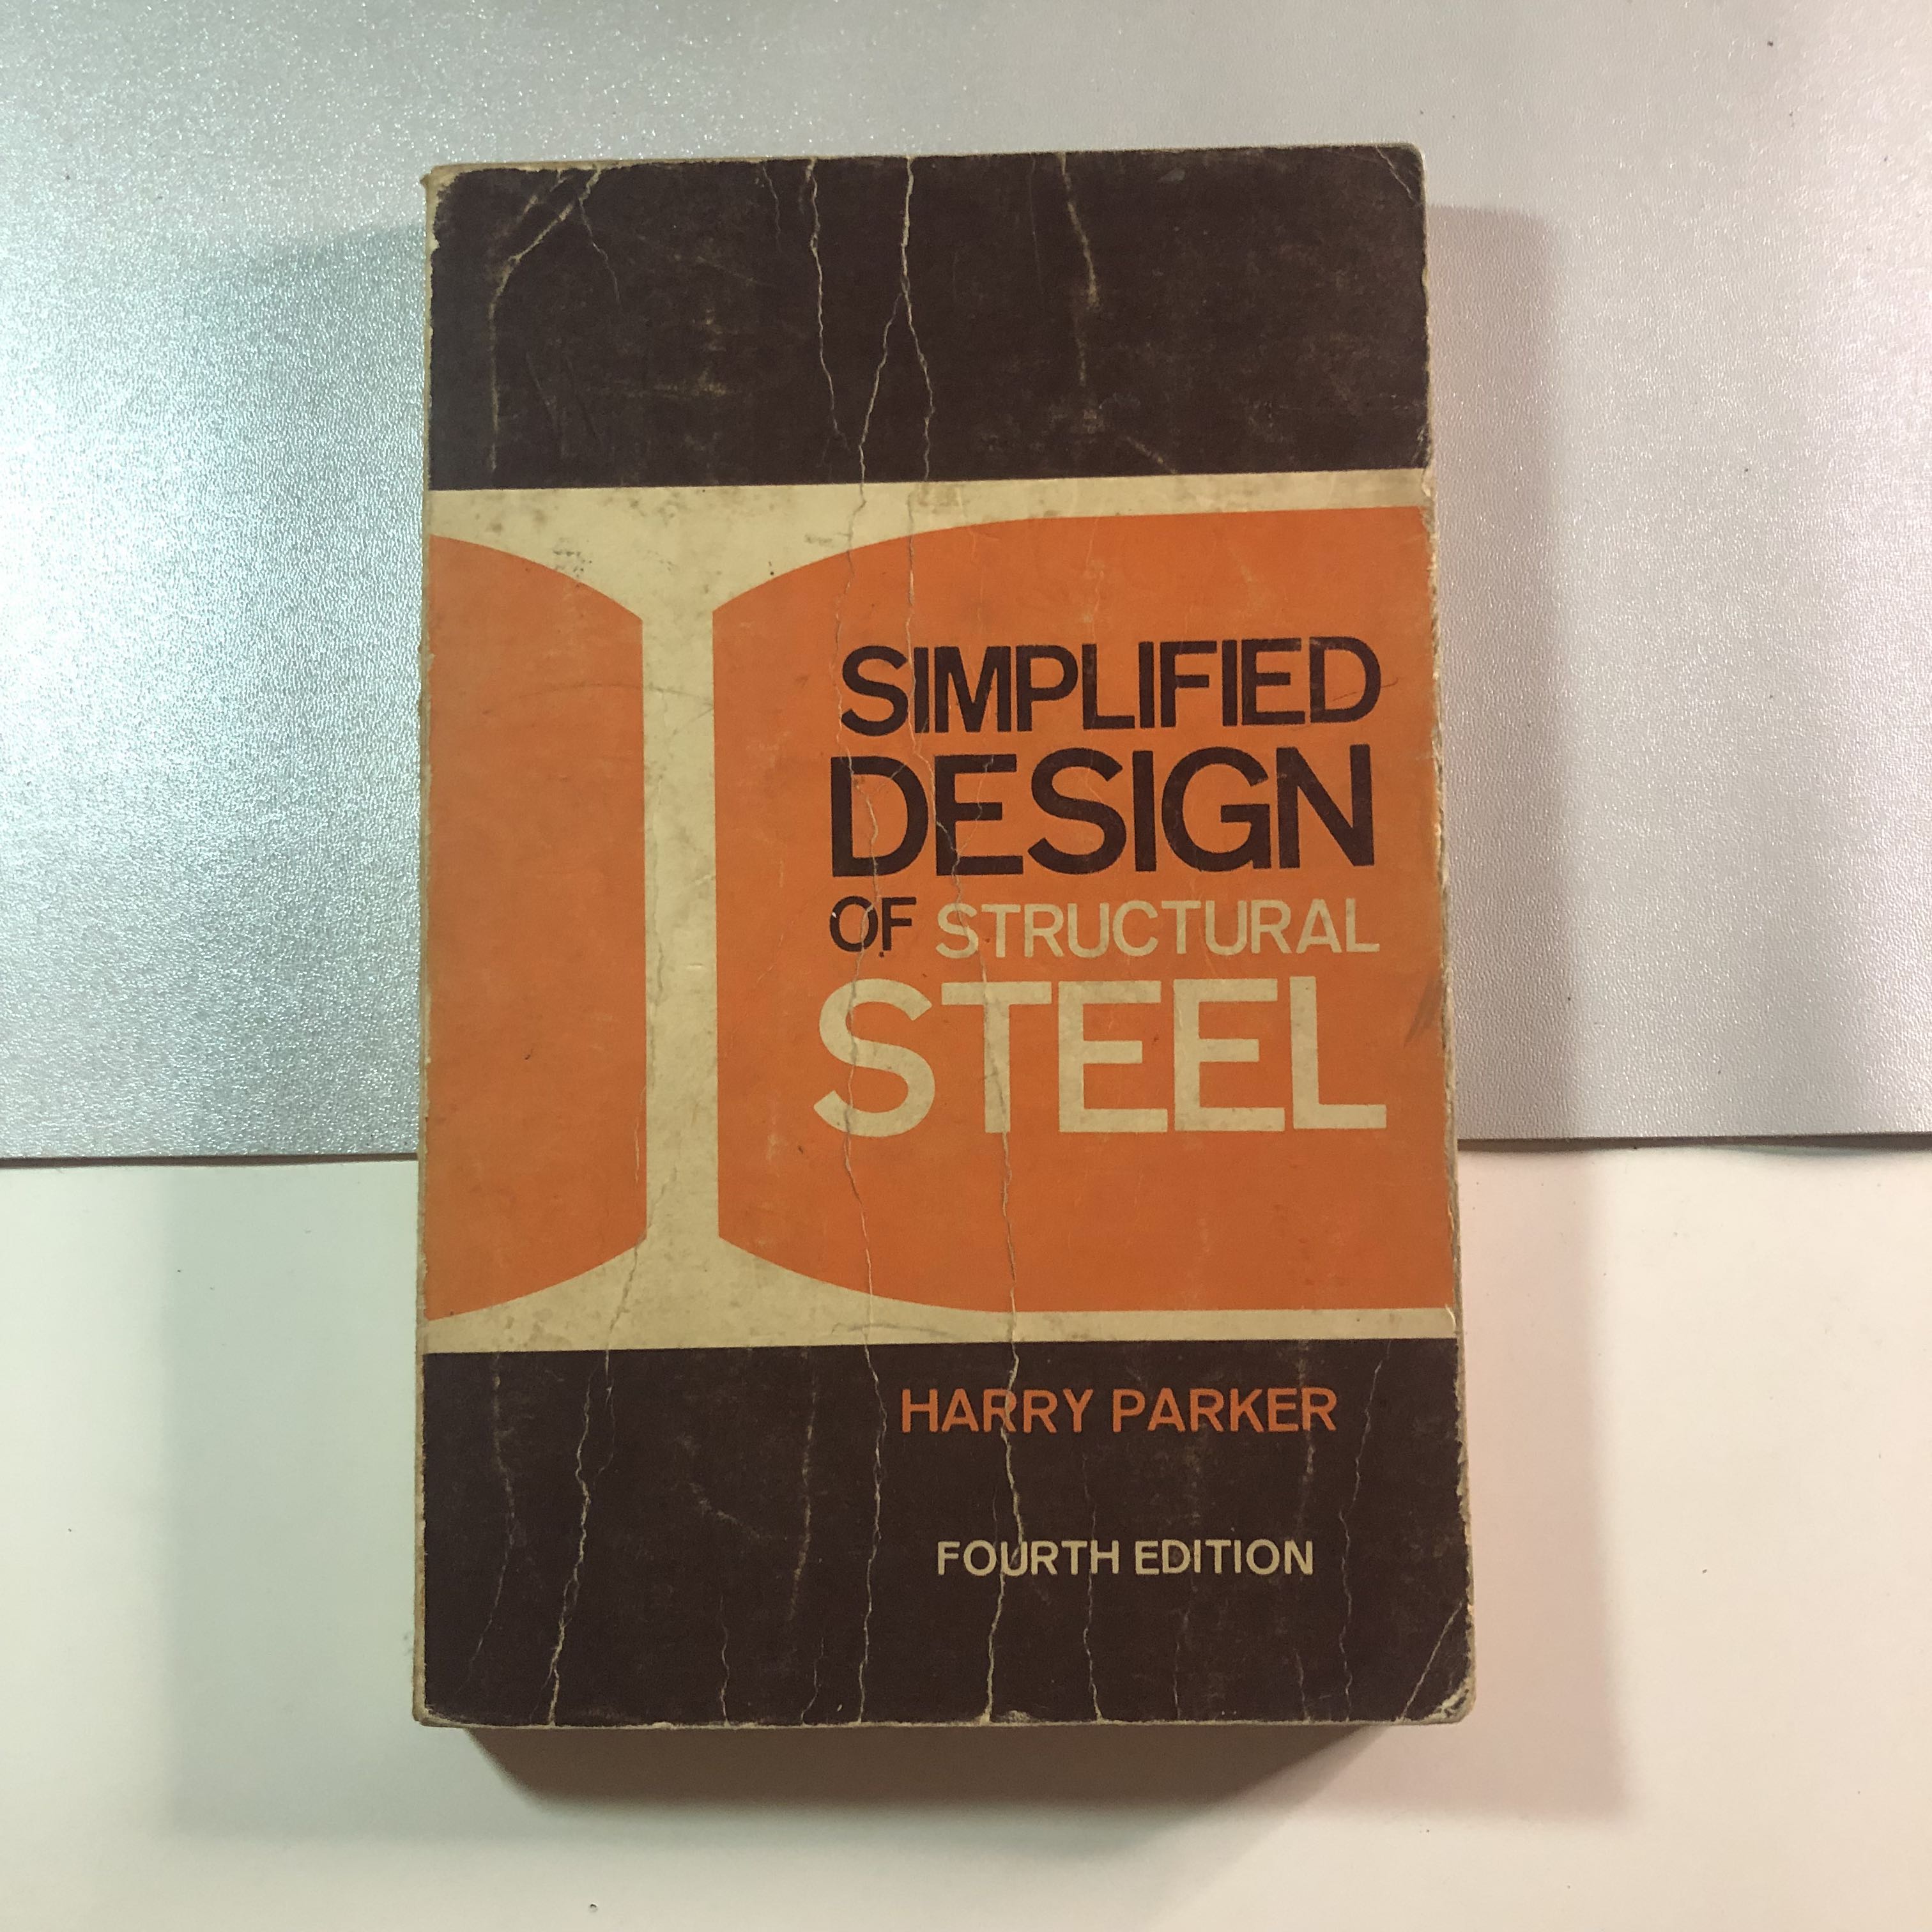 SIMPLIFIED
DESIGN
OF STRUCTURAL
STEEL
HARRY PARKER
FOURTH EDITION